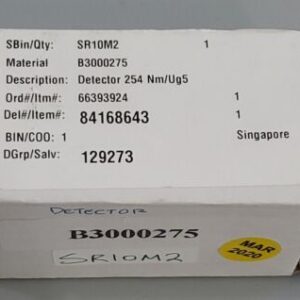 SBin/Qty: SR10M2 1
Material B3000275
Description: Detector 254 Nm/Ug5
Ord#/Itm#: 66393924 1
Del#/Item#: 84168643 1
BIN/COO: 1 Singapore
DGrp/Salv: 129273
DETECTOR
B3000275
SR10M2
MAR
2020